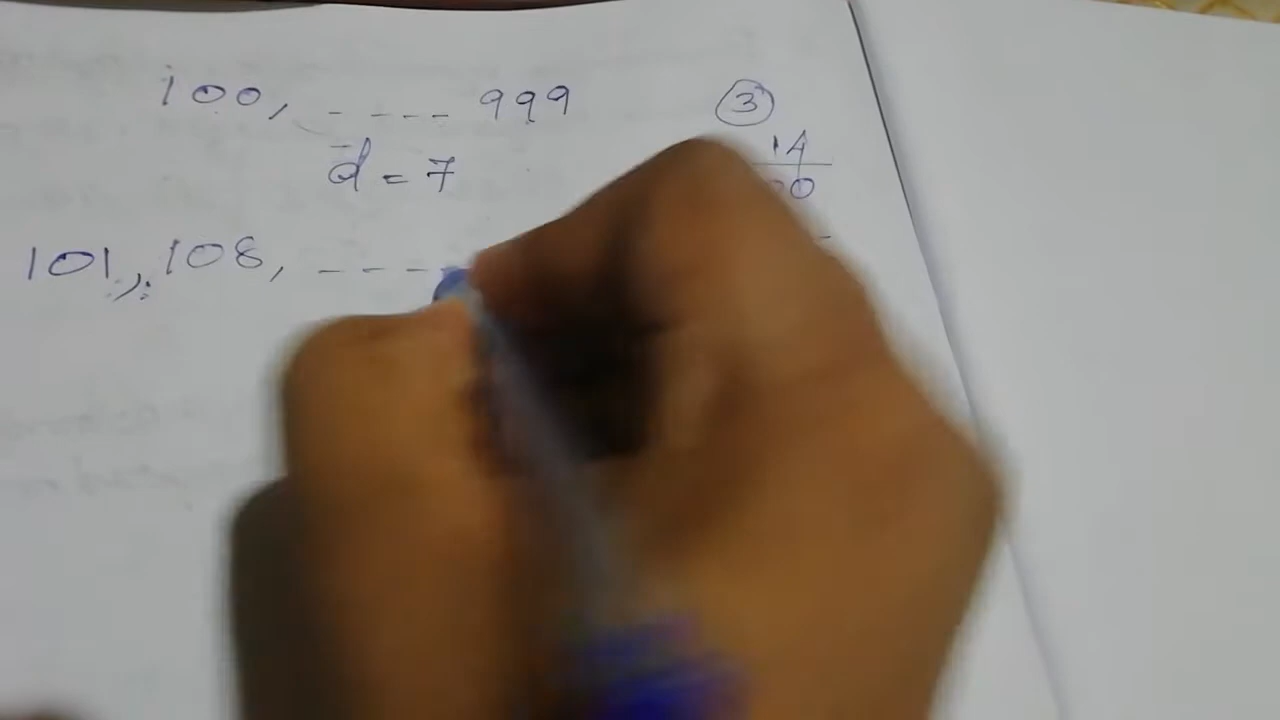 100, _ _ _ _ 999
d = 7
101, 108, _ _ _ _
3
14